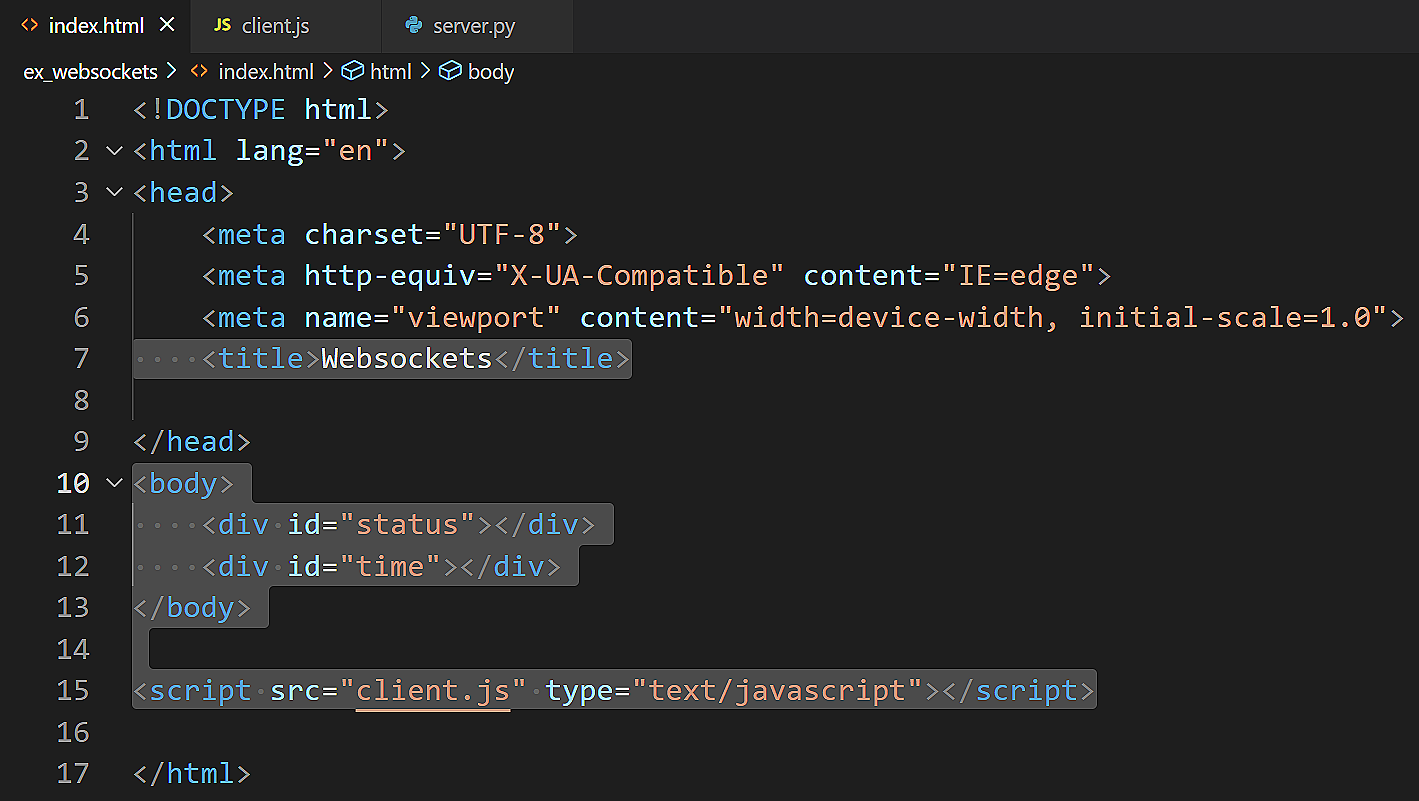 index.html
JS client.js
server.py
ex_websockets > index.html > html > body
1 <!DOCTYPE html>
2 <html lang="en">
3 <head>
4     <meta charset="UTF-8">
5     <meta http-equiv="X-UA-Compatible" content="IE=edge">
6     <meta name="viewport" content="width=device-width, initial-scale=1.0">
7     <title>Websockets</title>
8
9 </head>
10 <body>
11     <div id="status"></div>
12     <div id="time"></div>
13 </body>
14
15 <script src="client.js" type="text/javascript"></script>
16
17 </html>